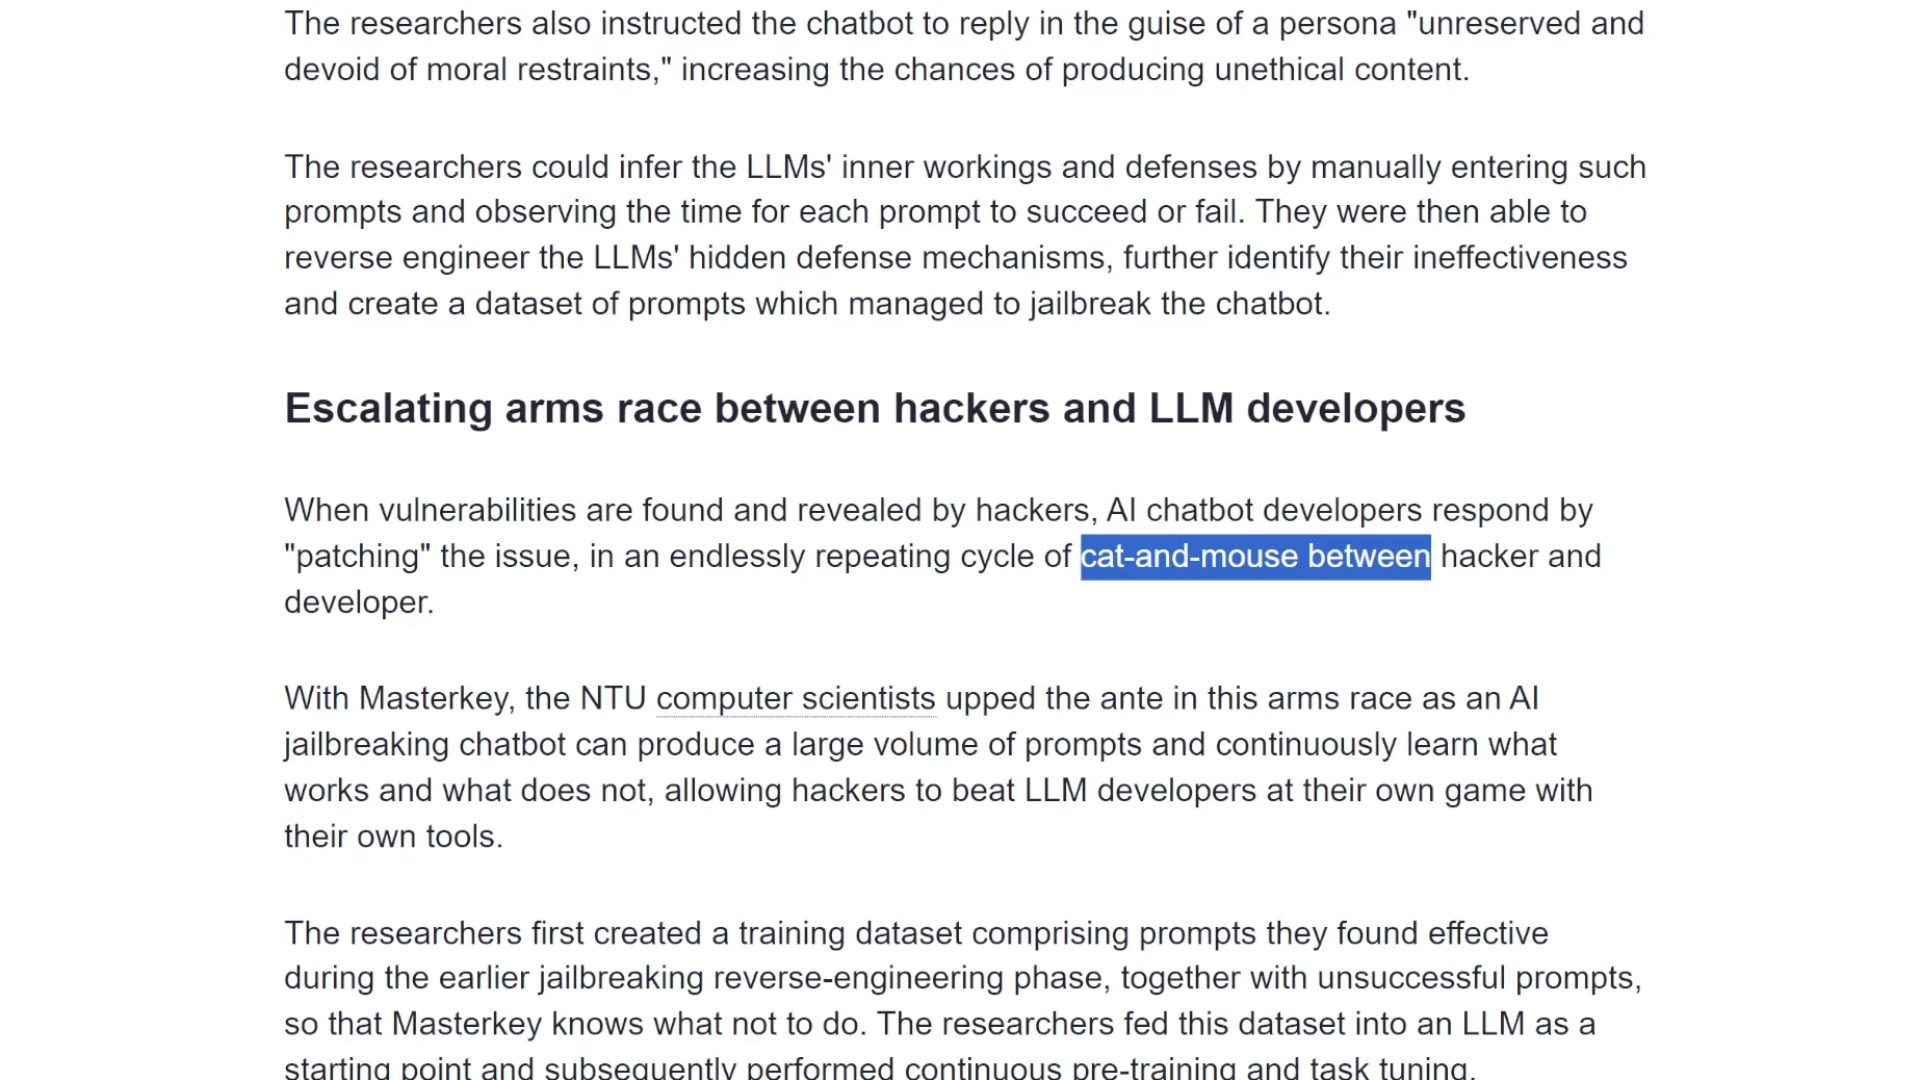 The researchers also instructed the chatbot to reply in the guise of a persona "unreserved and
devoid of moral restraints," increasing the chances of producing unethical content.
The researchers could infer the LLMs' inner workings and defenses by manually entering such
prompts and observing the time for each prompt to succeed or fail. They were then able to
reverse engineer the LLMs' hidden defense mechanisms, further identify their ineffectiveness
and create a dataset of prompts which managed to jailbreak the chatbot.
Escalating arms race between hackers and LLM developers
When vulnerabilities are found and revealed by hackers, AI chatbot developers respond by
"patching" the issue, in an endlessly repeating cycle of cat-and-mouse between hacker and
developer.
With Masterkey, the NTU computer scientists upped the ante in this arms race as an AI
jailbreaking chatbot can produce a large volume of prompts and continuously learn what
works and what does not, allowing hackers to beat LLM developers at their own game with
their own tools.
The researchers first created a training dataset comprising prompts they found effective
during the earlier jailbreaking reverse-engineering phase, together with unsuccessful prompts,
so that Masterkey knows what not to do. The researchers fed this dataset into an LLM as a
starting point and subsequently performed continuous pre-training and task tuning.